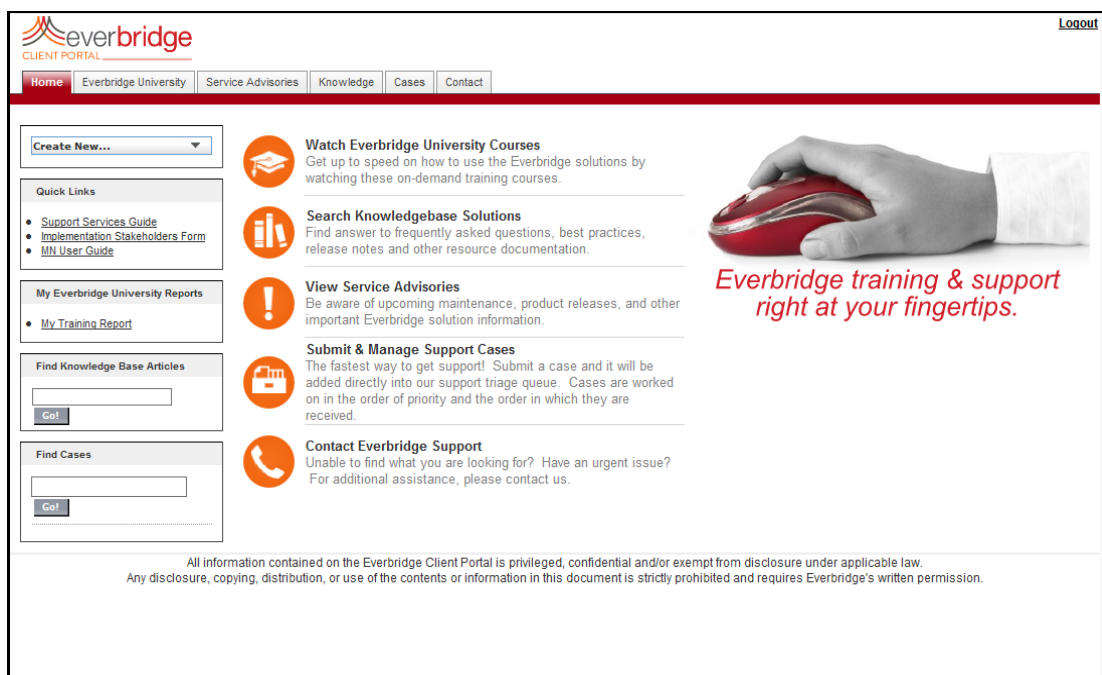 Logout
everbridge
CLIENT PORTAL
Home
Everbridge University
Service Advisories
Knowledge
Cases
Contact
Create New...
Quick Links
Support Services Guide
Implementation Stakeholders Form
MN User Guide
My Everbridge University Reports
My Training Report
Find Knowledge Base Articles
Go!
Find Cases
Go!
Watch Everbridge University Courses
Get up to speed on how to use the Everbridge solutions by
watching these on-demand training courses.
Search Knowledgebase Solutions
Find answer to frequently asked questions, best practices,
release notes and other resource documentation.
View Service Advisories
Be aware of upcoming maintenance, product releases, and other
important Everbridge solution information.
Submit & Manage Support Cases
The fastest way to get support! Submit a case and it will be
added directly into our support triage queue. Cases are worked
on in the order of priority and the order in which they are
received.
Contact Everbridge Support
Unable to find what you are looking for? Have an urgent issue?
For additional assistance, please contact us.
Everbridge training & support
right at your fingertips.
All information contained on the Everbridge Client Portal is privileged, confidential and/or exempt from disclosure under applicable law.
Any disclosure, copying, distribution, or use of the contents or information in this document is strictly prohibited and requires Everbridge's written permission.